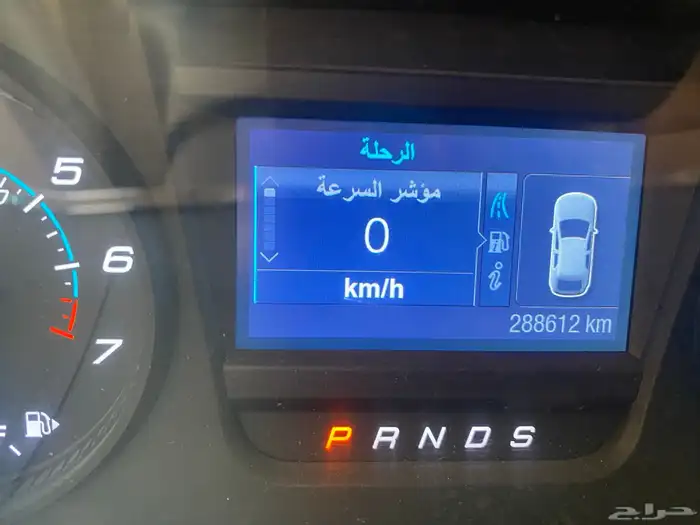 الرحلة
مؤشر السرعة
0
km/h
288612 km
5
6
7
P R N D S
حراج